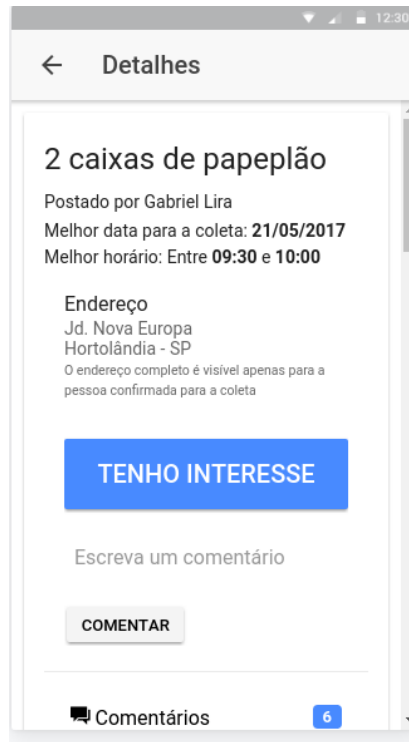 12:30
Detalhes
2 caixas de papeplão
Postado por Gabriel Lira
Melhor data para a coleta: 21/05/2017
Melhor horário: Entre 09:30 e 10:00
Endereço
Jd. Nova Europa
Hortolândia - SP
O endereço completo é visível apenas para a
pessoa confirmada para a coleta
TENHO INTERESSE
Escreva um comentário
COMENTAR
Comentários 6